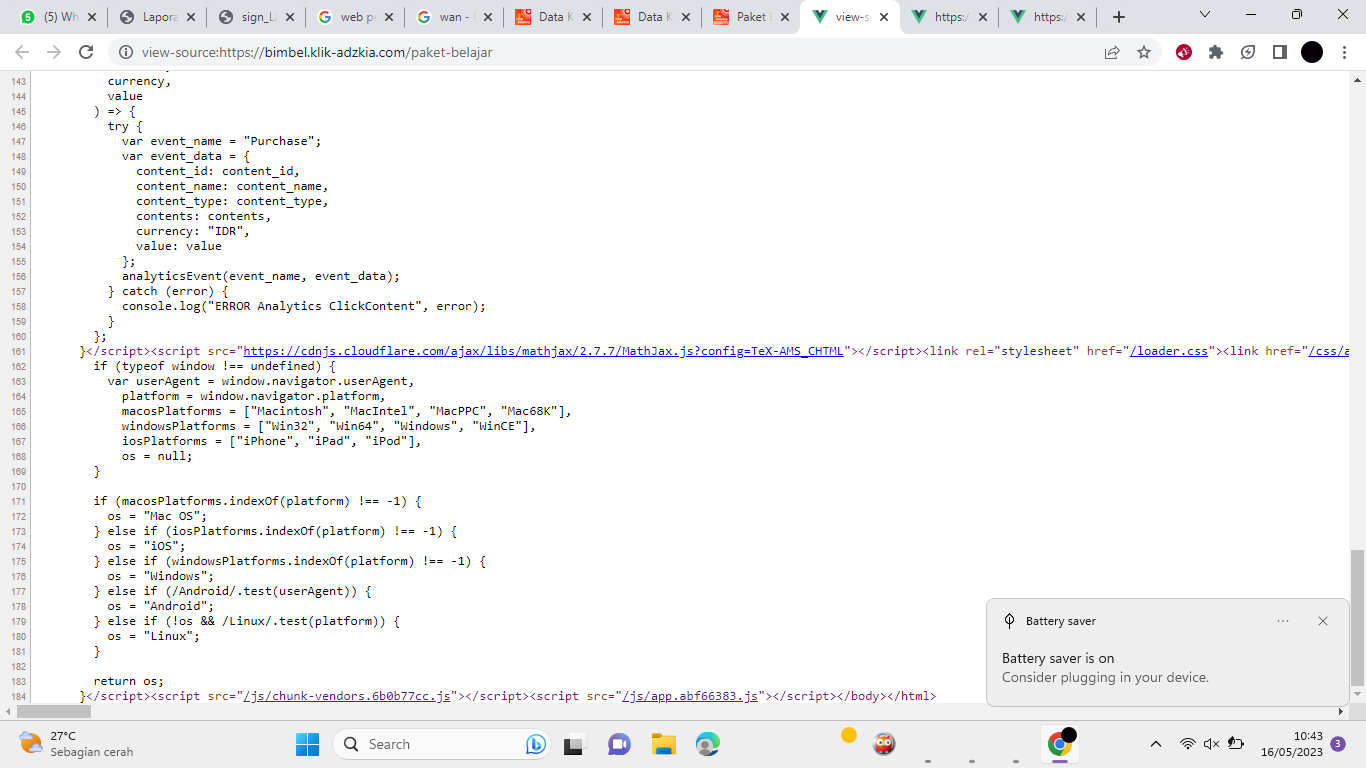 (5) Wh
Lapora
sign_La
web p
wan -
Data K
Data K
Paket B
view-s
https:/
https:/
view-source:https://bimbel.klik-adzkia.com/paket-belajar
143 currency,
144 value
145 ) => {
146 try {
147 var event_name = "Purchase";
148 var event_data = {
149 content_id: content_id,
150 content_name: content_name,
151 content_type: content_type,
152 contents: contents,
153 currency: "IDR",
154 value: value
155 };
156 analyticsEvent(event_name, event_data);
157 } catch (error) {
158 console.log("ERROR Analytics ClickContent", error);
159 }
160 };
161 }</script><script src="https://cdnjs.cloudflare.com/ajax/libs/mathjax/2.7.7/MathJax.js?config=TeX-AMS_CHTML"></script><link rel="stylesheet" href="/loader.css"><link href="/css/a
162 if (typeof window !== undefined) {
163 var userAgent = window.navigator.userAgent,
164 platform = window.navigator.platform,
165 macosPlatforms = ["Macintosh", "MacIntel", "MacPPC", "Mac68K"],
166 windowsPlatforms = ["Win32", "Win64", "Windows", "WinCE"],
167 iosPlatforms = ["iPhone", "iPad", "iPod"],
168 os = null;
169 }
170
171 if (macosPlatforms.indexOf(platform) !== -1) {
172 os = "Mac OS";
173 } else if (iosPlatforms.indexOf(platform) !== -1) {
174 os = "iOS";
175 } else if (windowsPlatforms.indexOf(platform) !== -1) {
176 os = "Windows";
177 } else if (/Android/.test(userAgent)) {
178 os = "Android";
179 } else if (!os && /Linux/.test(platform)) {
180 os = "Linux";
181 }
182
183 return os;
184 }</script><script src="/js/chunk-vendors.6b0b77cc.js"></script><script src="/js/app.abf66383.js"></script></body></html>
Battery saver
Battery saver is on
Consider plugging in your device.
27°C
Sebagian cerah
Search
10:43
16/05/2023
3